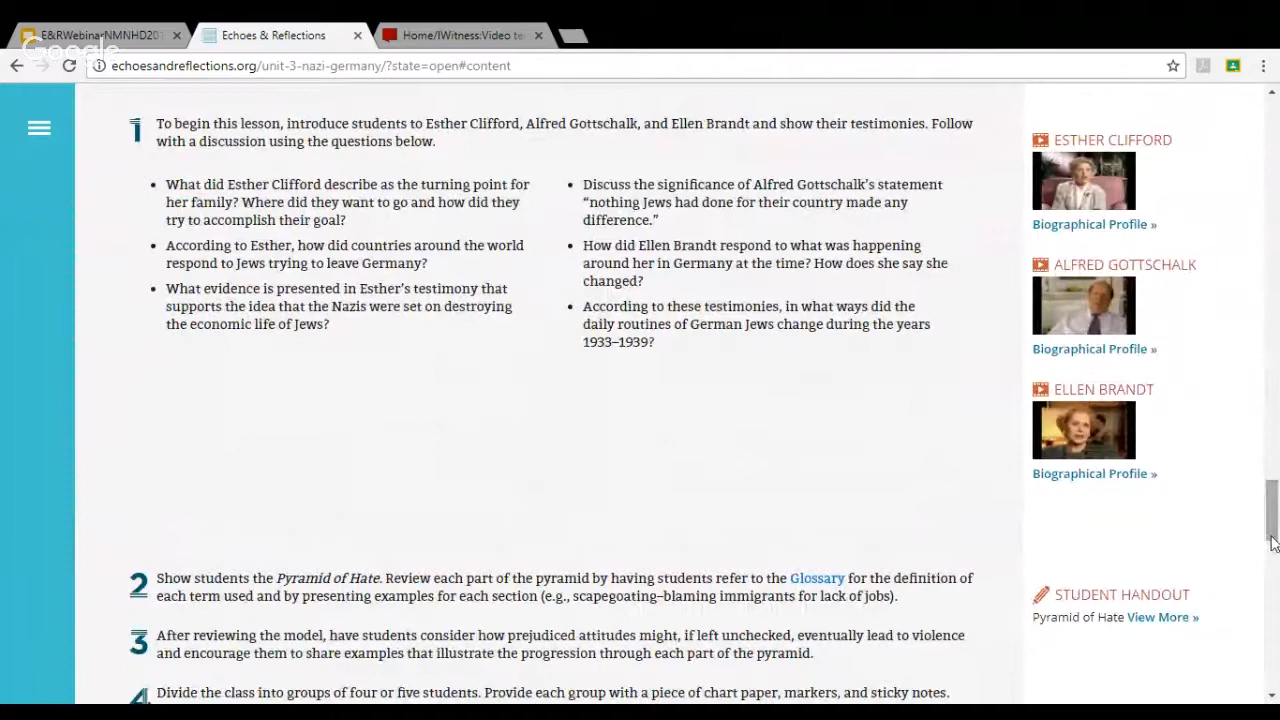 E&RWebinarNMNHD201
Echoes & Reflections
Home/IWitness:Video te
Google
echoesandreflections.org/unit-3-nazi-germany/?state=open#content
1 To begin this lesson, introduce students to Esther Clifford, Alfred Gottschalk, and Ellen Brandt and show their testimonies. Follow
with a discussion using the questions below.
• What did Esther Clifford describe as the turning point for
her family? Where did they want to go and how did they
try to accomplish their goal?
• According to Esther, how did countries around the world
respond to Jews trying to leave Germany?
• What evidence is presented in Esther's testimony that
supports the idea that the Nazis were set on destroying
the economic life of Jews?
• Discuss the significance of Alfred Gottschalk's statement
"nothing Jews had done for their country made any
difference."
• How did Ellen Brandt respond to what was happening
around her in Germany at the time? How does she say she
changed?
• According to these testimonies, in what ways did the
daily routines of German Jews change during the years
1933–1939?
ESTHER CLIFFORD
Biographical Profile »
ALFRED GOTTSCHALK
Biographical Profile »
ELLEN BRANDT
Biographical Profile »
2 Show students the Pyramid of Hate. Review each part of the pyramid by having students refer to the Glossary for the definition of
each term used and by presenting examples for each section (e.g., scapegoating–blaming immigrants for lack of jobs).
STUDENT HANDOUT
Pyramid of Hate View More »
3 After reviewing the model, have students consider how prejudiced attitudes might, if left unchecked, eventually lead to violence
and encourage them to share examples that illustrate the progression through each part of the pyramid.
4 Divide the class into groups of four or five students. Provide each group with a piece of chart paper, markers, and sticky notes.